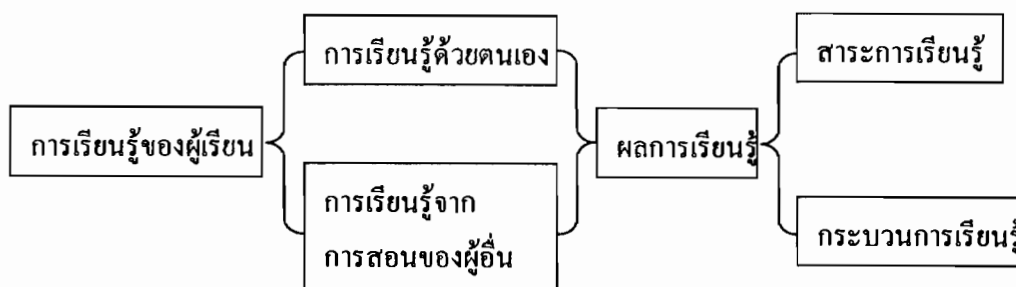 การเรียนรู้ของผู้เรียน
การเรียนรู้ด้วยตนเอง
การเรียนรู้จาก
การสอนของผู้อื่น
ผลการเรียนรู้
สาระการเรียนรู้
กระบวนการเรียนรู้